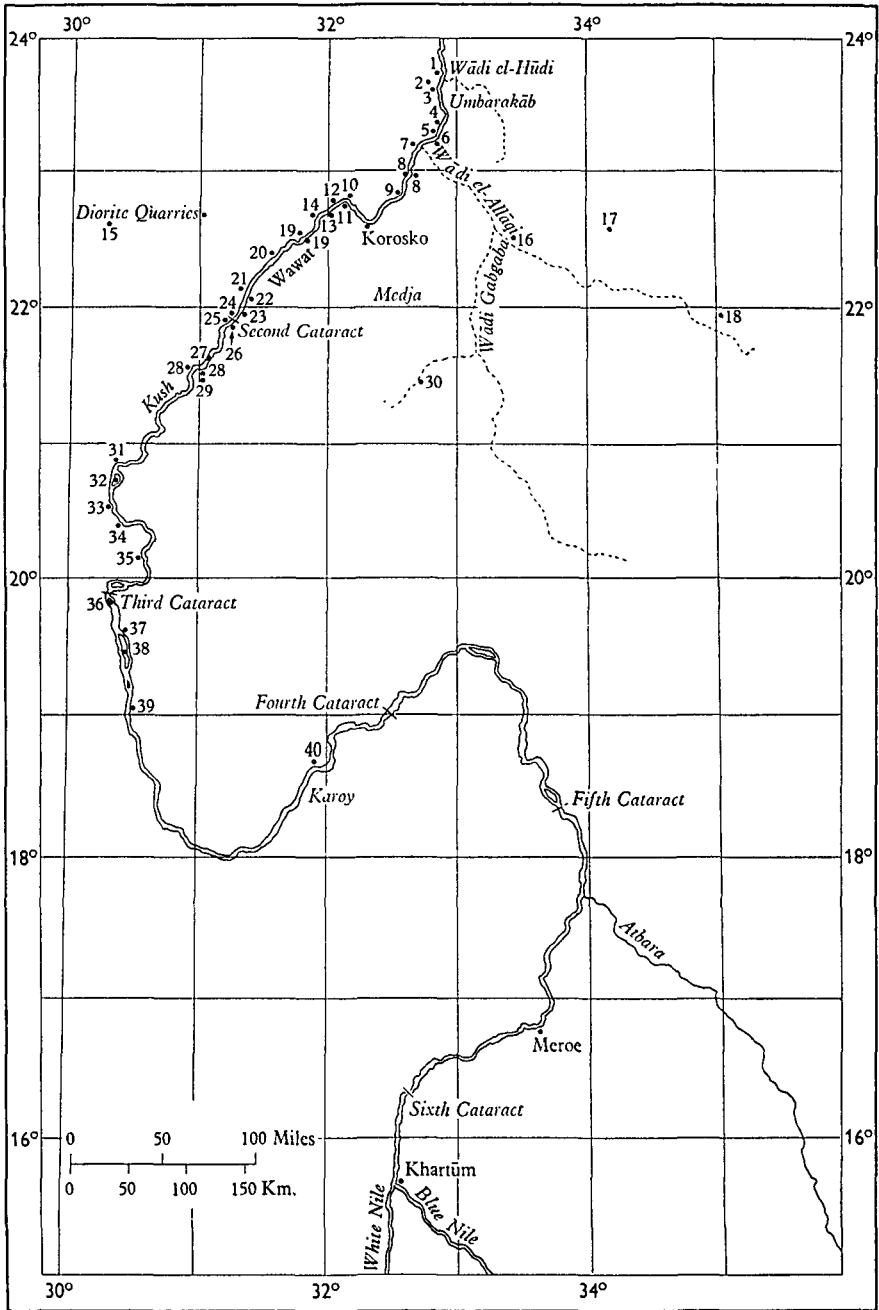 30° 32° 34°
24° 24°
1
Wādi el-Hūdi
2
3
Umbarakāb
4
5 6
7
Wādi el-Allāqi
8
8
9
10
12
11
14
13
Diorite Quarries
15
17
19
19
Korosko
16
20
Wawat
Wādi Gabgaba
21
22
Medja
22° 22°
24
23
25
18
Second Cataract
26
27
28
28
29
30
Kush
31
32
33
34
35
20° 20°
36
Third Cataract
37
38
39
Fourth Cataract
40
Karoy
Fifth Cataract
18° 18°
Atbara
Meroe
Sixth Cataract
16° 16°
0 50 100 Miles
0 50 100 150 Km.
Khartūm
White Nile
Blue Nile
30° 32° 34°